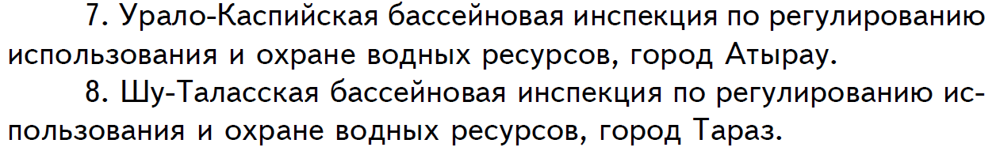 7. Урало-Каспийская бассейновая инспекция по регулированию
использования и охране водных ресурсов, город Атырау.
8. Шу-Таласская бассейновая инспекция по регулированию ис-
пользования и охране водных ресурсов, город Тараз.